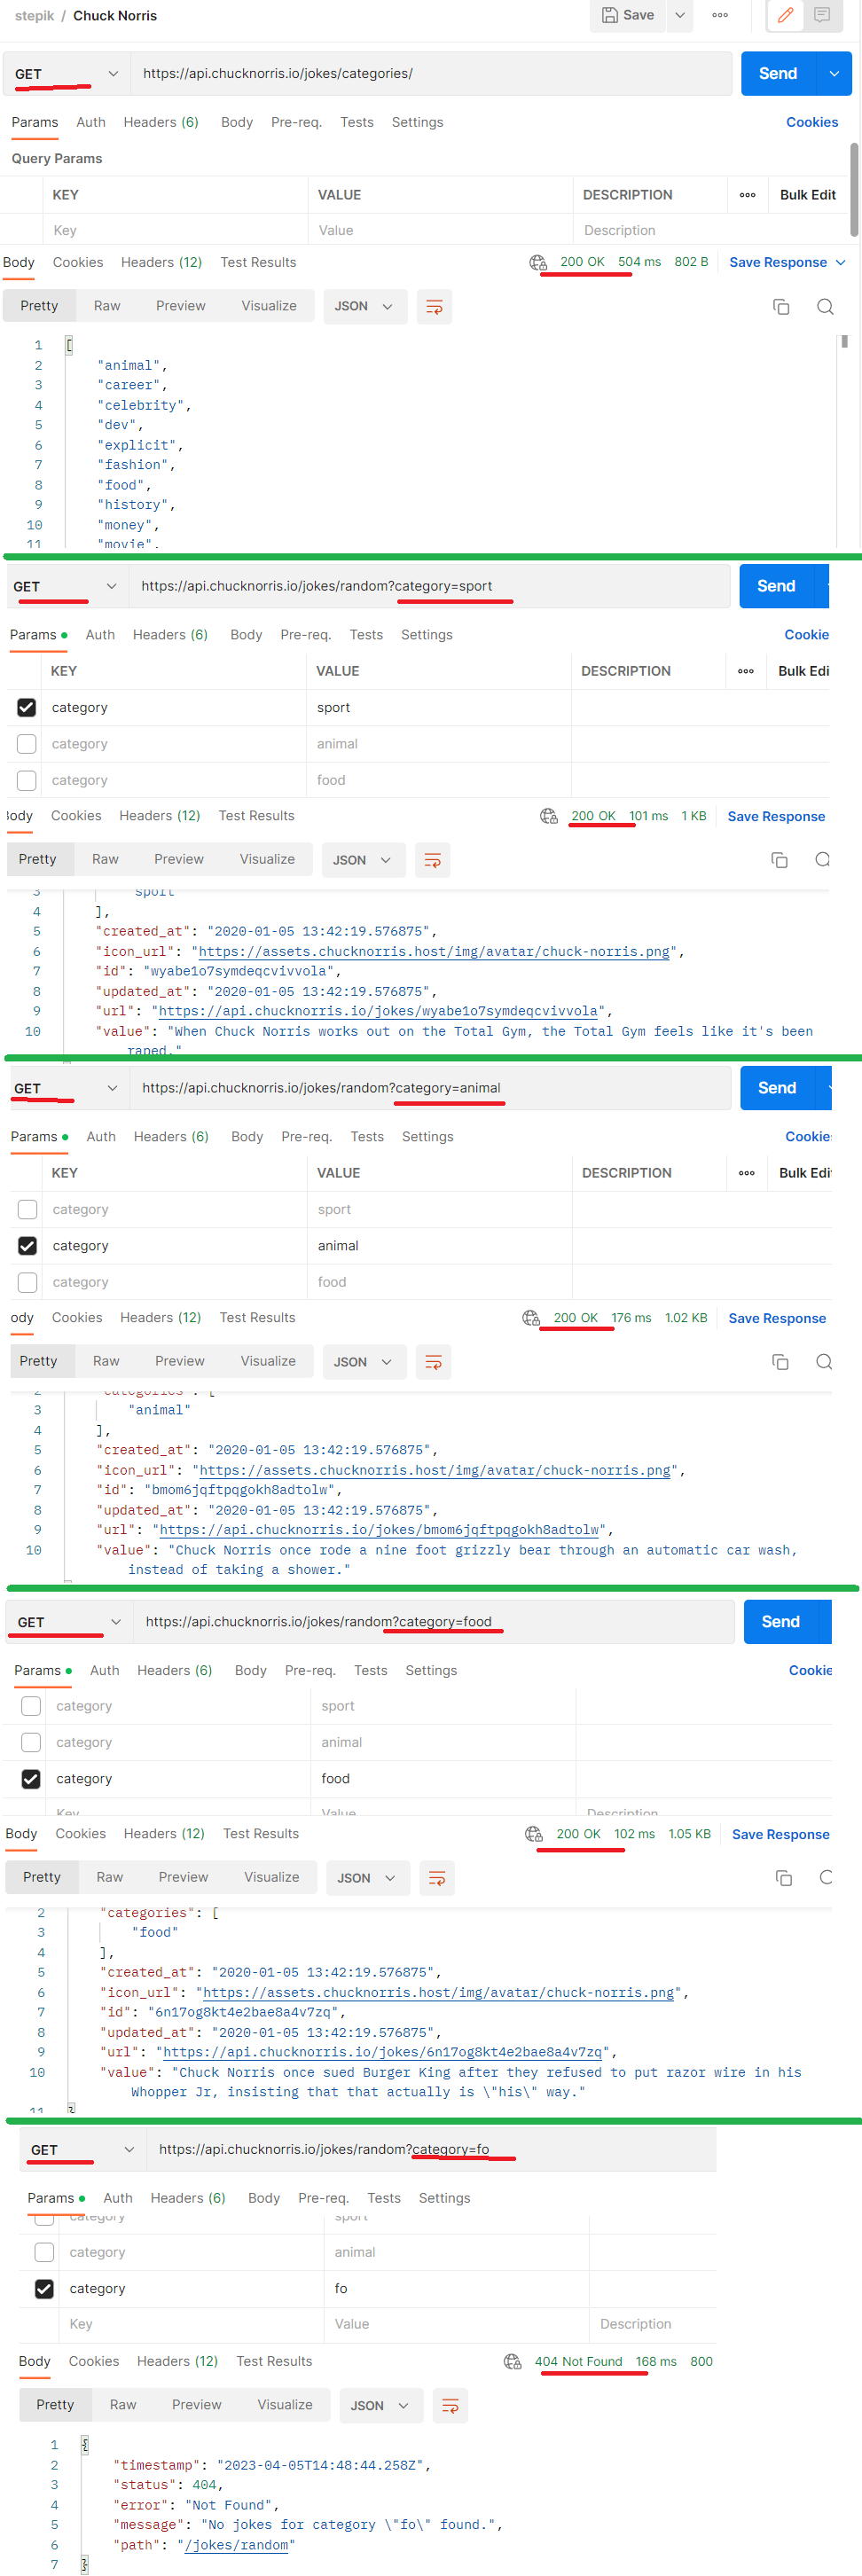 stepik / Chuck Norris Save ooo
GET https://api.chucknorris.io/jokes/categories/ Send
Params Auth Headers (6) Body Pre-req. Tests Settings Cookies
Query Params
KEY VALUE DESCRIPTION ooo Bulk Edit
Key Value Description
Body Cookies Headers (12) Test Results 200 OK 504 ms 802 B Save Response
Pretty Raw Preview Visualize JSON
1 [
2 "animal",
3 "career",
4 "celebrity",
5 "dev",
6 "explicit",
7 "fashion",
8 "food",
9 "history",
10 "money",
11 "movie",
GET https://api.chucknorris.io/jokes/random?category=sport Send
Params Auth Headers (6) Body Pre-req. Tests Settings Cookie
KEY VALUE DESCRIPTION ooo Bulk Edi
category sport
category animal
category food
Body Cookies Headers (12) Test Results 200 OK 101 ms 1 KB Save Response
Pretty Raw Preview Visualize JSON
3 "sport"
4 ],
5 "created_at": "2020-01-05 13:42:19.576875",
6 "icon_url": "https://assets.chucknorris.host/img/avatar/chuck-norris.png",
7 "id": "wyabe1o7symdeqcvivvola",
8 "updated_at": "2020-01-05 13:42:19.576875",
9 "url": "https://api.chucknorris.io/jokes/wyabe1o7symdeqcvivvola",
10 "value": "When Chuck Norris works out on the Total Gym, the Total Gym feels like it's been
raped."
GET https://api.chucknorris.io/jokes/random?category=animal Send
Params Auth Headers (6) Body Pre-req. Tests Settings Cookies
KEY VALUE DESCRIPTION ooo Bulk Edit
category sport
category animal
category food
ody Cookies Headers (12) Test Results 200 OK 176 ms 1.02 KB Save Response
Pretty Raw Preview Visualize JSON
2 "categories": [
3 "animal"
4 ],
5 "created_at": "2020-01-05 13:42:19.576875",
6 "icon_url": "https://assets.chucknorris.host/img/avatar/chuck-norris.png",
7 "id": "bmom6jqftpqgokh8adtolw",
8 "updated_at": "2020-01-05 13:42:19.576875",
9 "url": "https://api.chucknorris.io/jokes/bmom6jqftpqgokh8adtolw",
10 "value": "Chuck Norris once rode a nine foot grizzly bear through an automatic car wash,
instead of taking a shower."
GET https://api.chucknorris.io/jokes/random?category=food Send
Params Auth Headers (6) Body Pre-req. Tests Settings Cookie
category sport
category animal
category food
Key Value Description
Body Cookies Headers (12) Test Results 200 OK 102 ms 1.05 KB Save Response
Pretty Raw Preview Visualize JSON
2 "categories": [
3 "food"
4 ],
5 "created_at": "2020-01-05 13:42:19.576875",
6 "icon_url": "https://assets.chucknorris.host/img/avatar/chuck-norris.png",
7 "id": "6n17og8kt4e2bae8a4v7zq",
8 "updated_at": "2020-01-05 13:42:19.576875",
9 "url": "https://api.chucknorris.io/jokes/6n17og8kt4e2bae8a4v7zq",
10 "value": "Chuck Norris once sued Burger King after they refused to put razor wire in his
Whopper Jr, insisting that that actually is \"his\" way."
11 }
GET https://api.chucknorris.io/jokes/random?category=fo
Params Auth Headers (6) Body Pre-req. Tests Settings
category sport
category animal
category fo
Key Value Description
Body Cookies Headers (12) Test Results 404 Not Found 168 ms 800
Pretty Raw Preview Visualize JSON
1 {
2 "timestamp": "2023-04-05T14:48:44.258Z",
3 "status": 404,
4 "error": "Not Found",
5 "message": "No jokes for category \"fo\" found.",
6 "path": "/jokes/random"
7 }